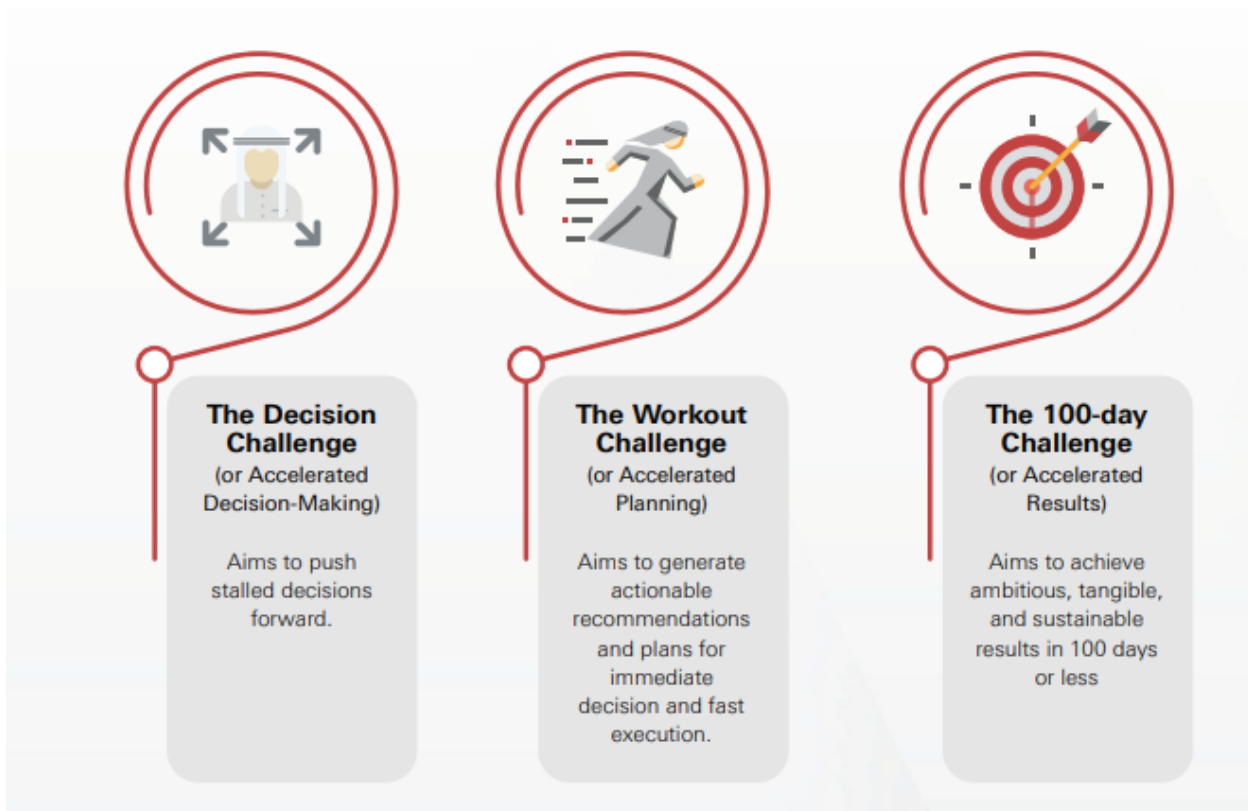 The Decision
Challenge
(or Accelerated
Decision-Making)
Aims to push
stalled decisions
forward.
The Workout
Challenge
(or Accelerated
Planning)
Aims to generate
actionable
recommendations
and plans for
immediate
decision and fast
execution.
The 100-day
Challenge
(or Accelerated
Results)
Aims to achieve
ambitious, tangible,
and sustainable
results in 100 days
or less